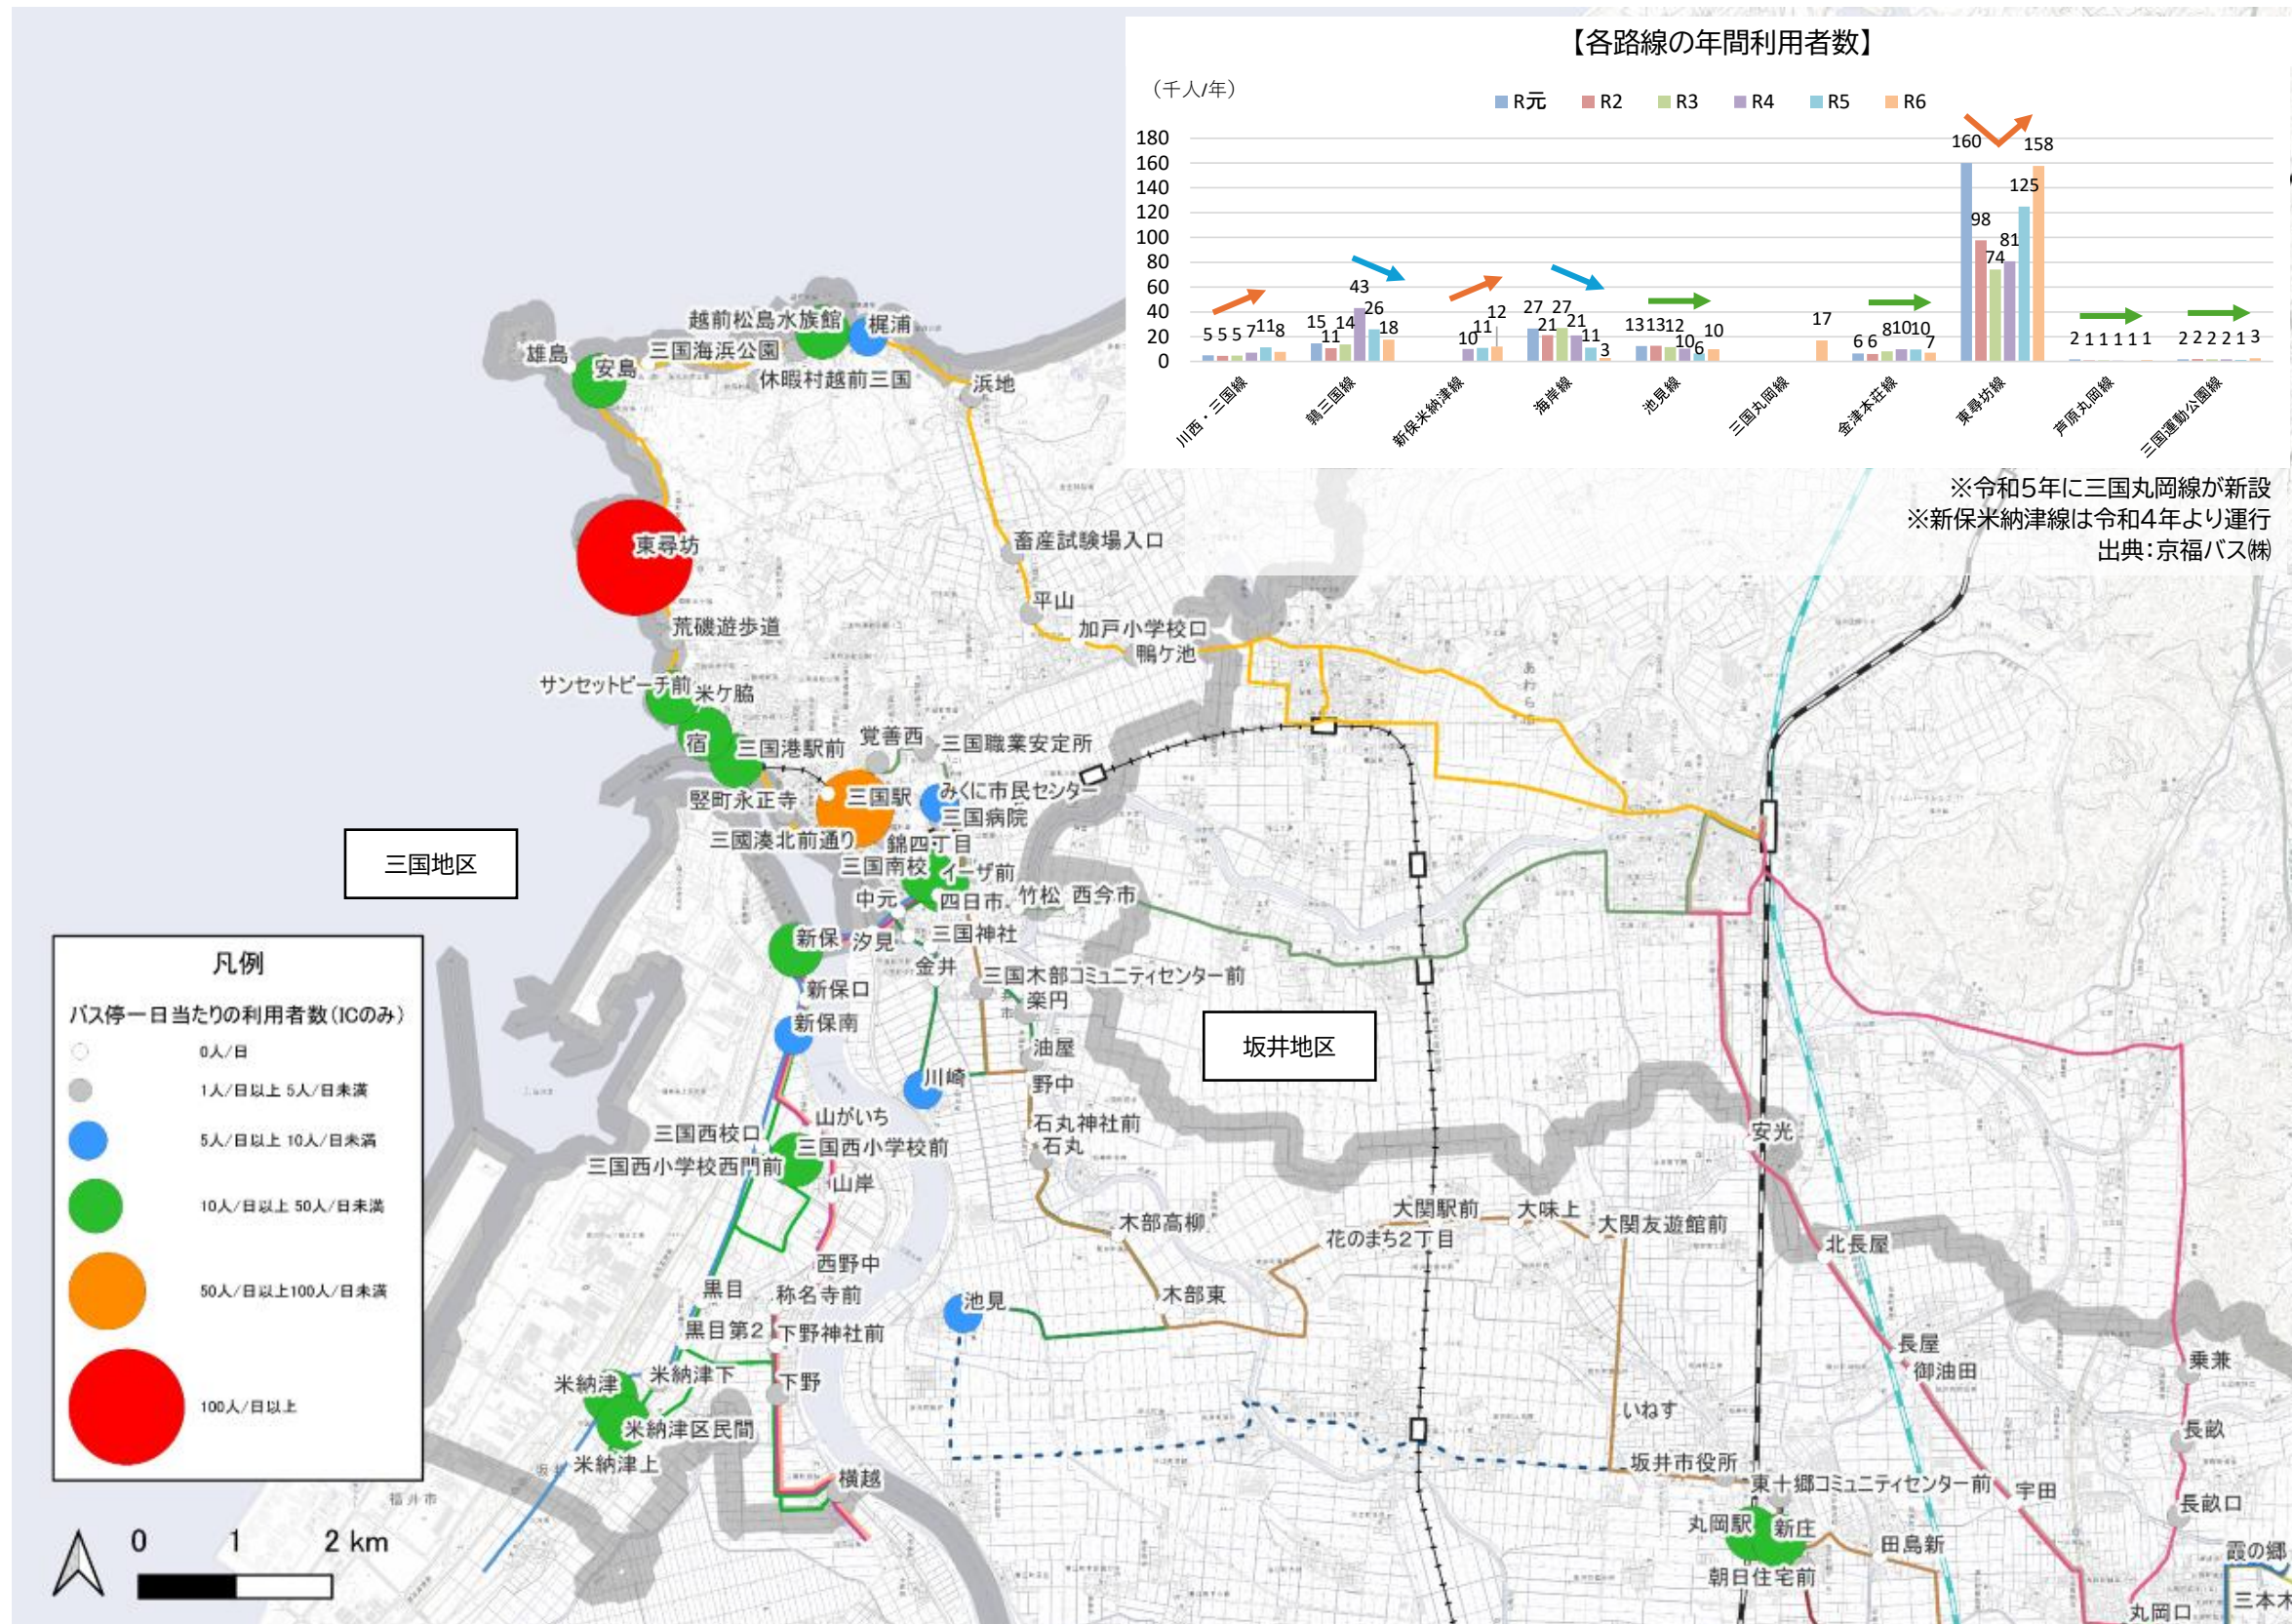 【各路線の年間利用者数】
（千人/年）
R元 R2 R3 R4 R5 R6
180
160
140
120
100
80
60
40
20
0
5 5 5 7 11 8
15 11 14 43 26 18
10 11 12
27 21 27 21 11 3
13 13 12 10 6 10
17
6 6 8 10 10 7
160 98 74 81 125 158
2 1 1 1 1 1
2 2 2 2 1 3
川西・三国線
鶉三国線
新保米納津線
海岸線
池見線
三国丸岡線
金津本荘線
東尋坊線
芦原丸岡線
三国運動公園線
※令和5年に三国丸岡線が新設
※新保米納津線は令和4年より運行
出典：京福バス㈱
越前松島水族館
梶浦
雄島
安島
三国海浜公園
休暇村越前三国
浜地
東尋坊
畜産試験場入口
平山
荒磯遊歩道
加戸小学校口
鴨ケ池
サンセットビーチ前
米ケ脇
あわら市
宿
三国港駅前
覚善西
三国職業安定所
竪町永正寺
三国駅
みくに市民センター
三国病院
三國湊北前通り
錦四丁目
三国南校
イーザ前
中元
四日市
竹松
西今市
三国地区
新保
汐見
三国神社
金井
三国木部コミュニティセンター前
新保口
楽円
新保南
油屋
坂井地区
川崎
野中
山がいち
石丸神社前
三国西校口
三国西小学校前
石丸
安光
三国西小学校西門前
山岸
木部高柳
大関駅前
大味上
大関友遊館前
花のまち2丁目
北長屋
西野中
黒目
称名寺前
池見
木部東
黒目第2
下野神社前
長屋
御油田
乗兼
米納津
米納津下
下野
いねす
長畝
米納津区民間
米納津上
坂井市役所
横越
東十郷コミュニティセンター前
宇田
長畝口
福井市
丸岡駅
新庄
田島新
霞の郷
朝日住宅前
丸岡口
三本木
凡例
バス停一日当たりの利用者数（ICのみ）
0人/日
1人/日以上 5人/日未満
5人/日以上 10人/日未満
10人/日以上 50人/日未満
50人/日以上100人/日未満
100人/日以上
0 1 2 km